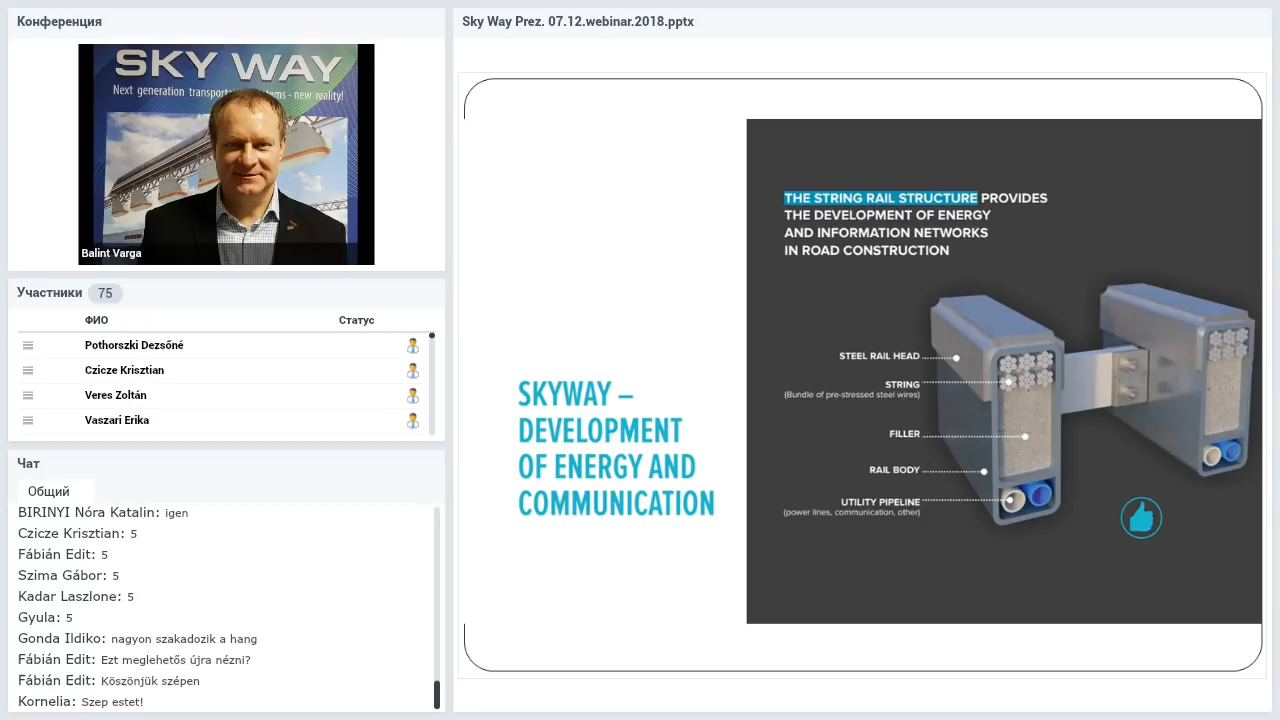 Конференция
SKY WAY
Next generation
new reality!
Balint Varga
Участники 75
ФИО Статус
Pothorszki Dezsőné
Czicze Krisztian
Veres Zoltán
Vaszari Erika
Чат
Общий
BIRINYI Nóra Katalin: igen
Czicze Krisztian: 5
Fábián Edit: 5
Szima Gábor: 5
Kadar Laszlone: 5
Gyula: 5
Gonda Ildiko: nagyon szakadozik a hang
Fábián Edit: Ezt meglehetős újra nézni?
Fábián Edit: Köszönjük szépen
Kornelia: Szep estet!
Sky Way Prez. 07.12.webinar.2018.pptx
SKYWAY –
DEVELOPMENT
OF ENERGY AND
COMMUNICATION
THE STRING RAIL STRUCTURE PROVIDES
THE DEVELOPMENT OF ENERGY
AND INFORMATION NETWORKS
IN ROAD CONSTRUCTION
STEEL RAIL HEAD
STRING
(Bundle of pre-stressed steel wires)
FILLER
RAIL BODY
UTILITY PIPELINE
(power lines, communication, other)